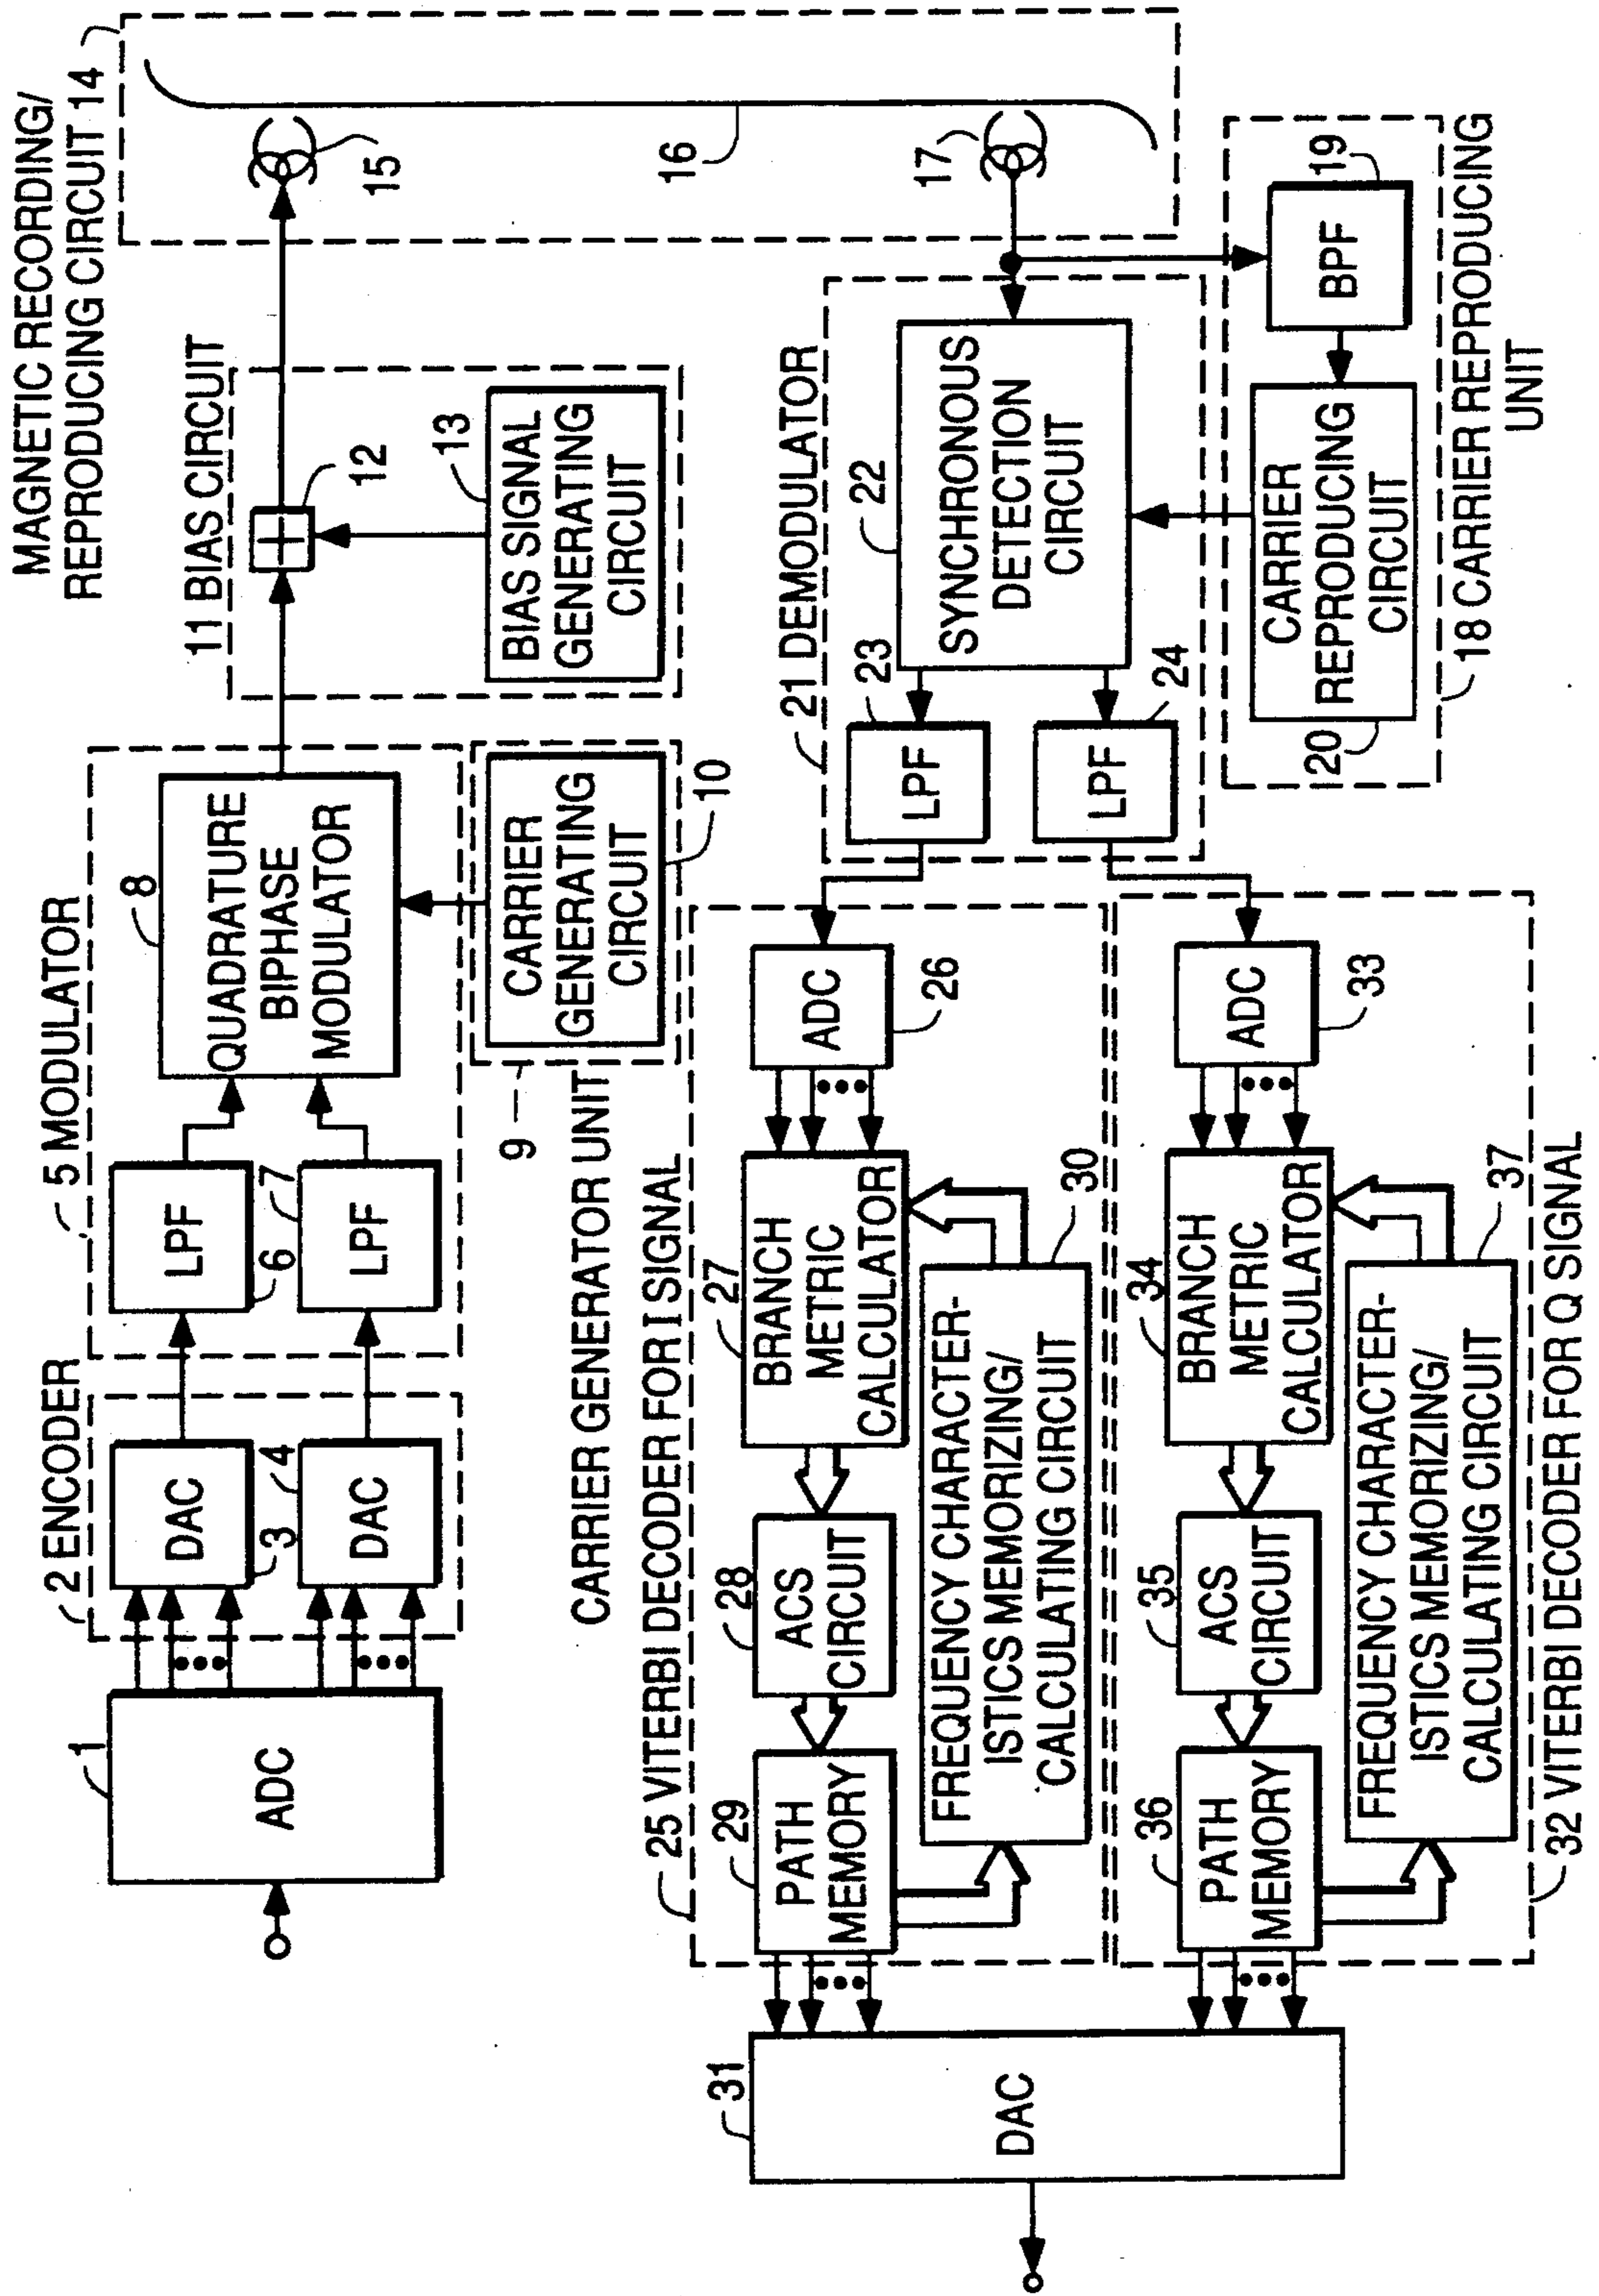 MAGNETIC RECORDING/
REPRODUCING CIRCUIT 14
2 ENCODER
5 MODULATOR
11 BIAS CIRCUIT
1
ADC
DAC
3
4
DAC
LPF
6
7
LPF
8
QUADRATURE
BIPHASE
MODULATOR
12
13
BIAS SIGNAL
GENERATING
CIRCUIT
15
16
17
CARRIER
GENERATING
CIRCUIT
10
9
CARRIER GENERATOR UNIT
21 DEMODULATOR
22
SYNCHRONOUS
DETECTION
CIRCUIT
23
LPF
24
LPF
19
BPF
CARRIER
REPRODUCING
CIRCUIT
20
18 CARRIER REPRODUCING
UNIT
25 VITERBI DECODER FOR I SIGNAL
ADC
26
27
BRANCH
METRIC
CALCULATOR
28
ACS
CIRCUIT
29
PATH
MEMORY
30
FREQUENCY CHARACTER-
ISTICS MEMORIZING/
CALCULATING CIRCUIT
31
DAC
ADC
33
34
BRANCH
METRIC
CALCULATOR
35
ACS
CIRCUIT
36
PATH
MEMORY
37
FREQUENCY CHARACTER-
ISTICS MEMORIZING/
CALCULATING CIRCUIT
32 VITERBI DECODER FOR Q SIGNAL